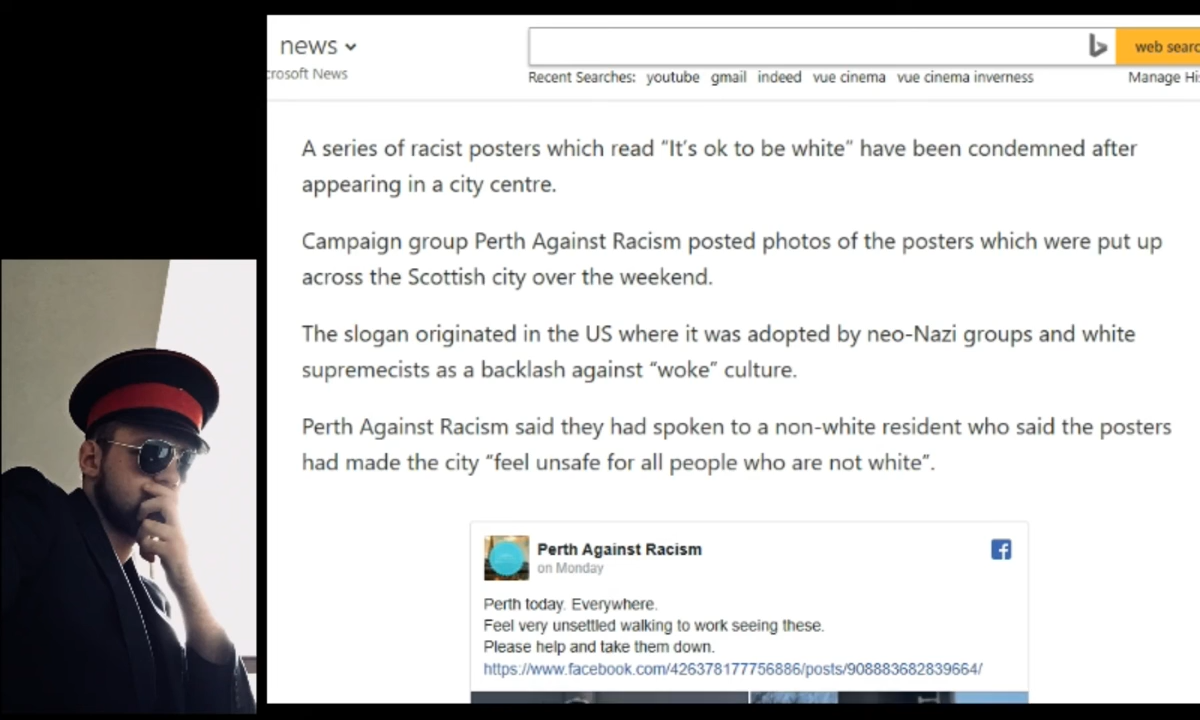 news
crosoft News
web searc
Recent Searches: youtube gmail indeed vue cinema vue cinema inverness
Manage His
A series of racist posters which read “It’s ok to be white” have been condemned after
appearing in a city centre.
Campaign group Perth Against Racism posted photos of the posters which were put up
across the Scottish city over the weekend.
The slogan originated in the US where it was adopted by neo-Nazi groups and white
supremecists as a backlash against “woke” culture.
Perth Against Racism said they had spoken to a non-white resident who said the posters
had made the city “feel unsafe for all people who are not white”.
Perth Against Racism
on Monday
Perth today. Everywhere.
Feel very unsettled walking to work seeing these.
Please help and take them down.
https://www.facebook.com/426378177756886/posts/908883682839664/